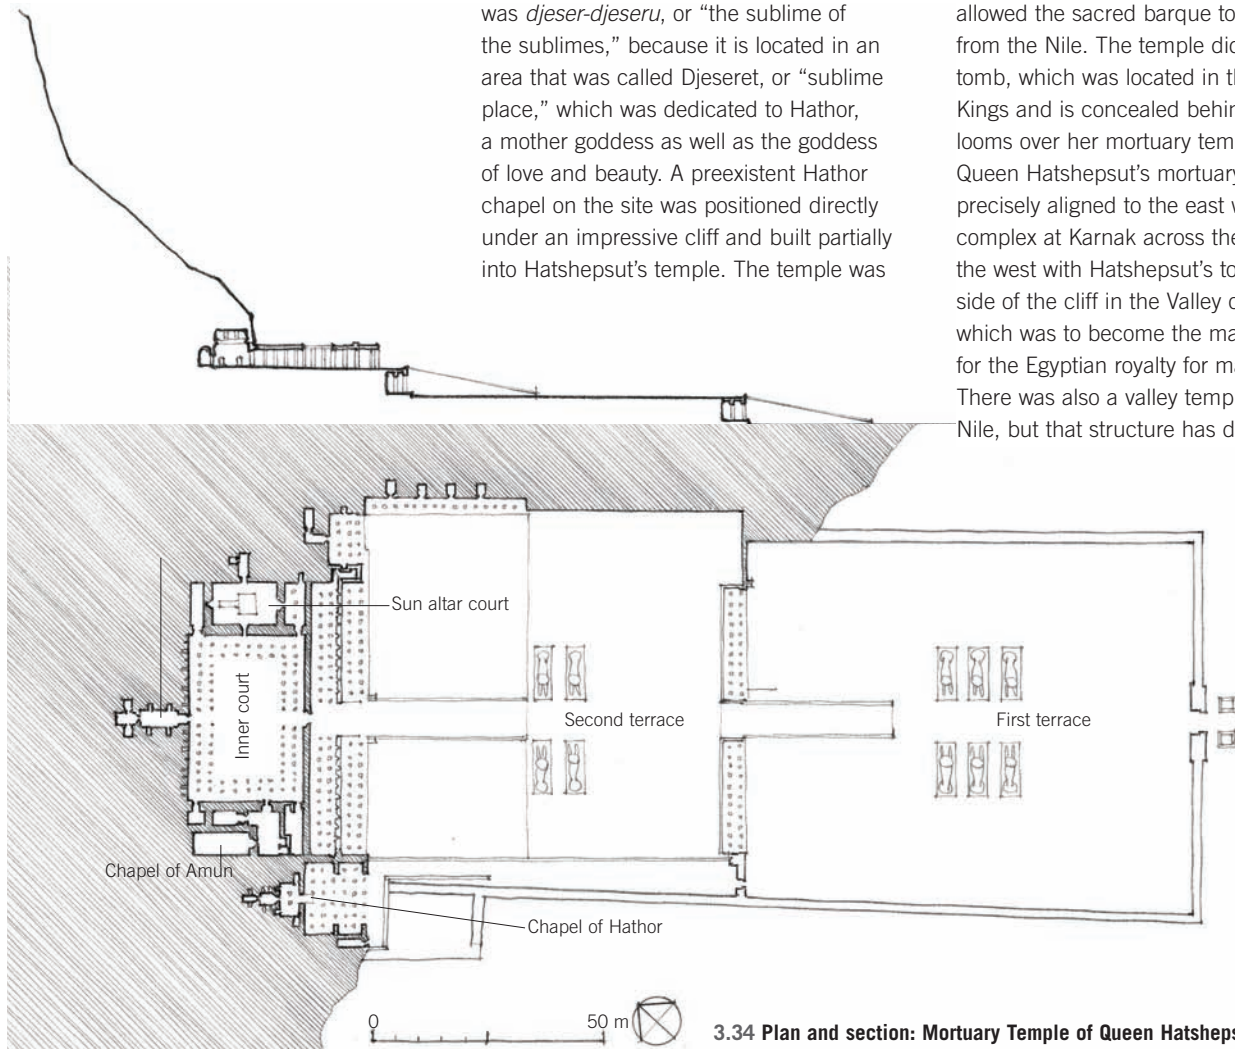 was djeser-djeseru, or “the sublime of
the sublimes,” because it is located in an
area that was called Djeseret, or “sublime
place,” which was dedicated to Hathor,
a mother goddess as well as the goddess
of love and beauty. A preexistent Hathor
chapel on the site was positioned directly
under an impressive cliff and built partially
into Hatshepsut’s temple. The temple was
allowed the sacred barque to
from the Nile. The temple
tomb, which was located in
Kings and is concealed
looms over her mortuary
Queen Hatshepsut’s mortuary
precisely aligned to the east
complex at Karnak across the
the west with Hatshepsut’s
side of the cliff in the Valley
which was to become the
for the Egyptian royalty for
There was also a valley
Nile, but that structure has
Sun altar court
Inner court
Second terrace
First terrace
Chapel of Amun
Chapel of Hathor
0 50 m
3.34 Plan and section: Mortuary Temple of Queen